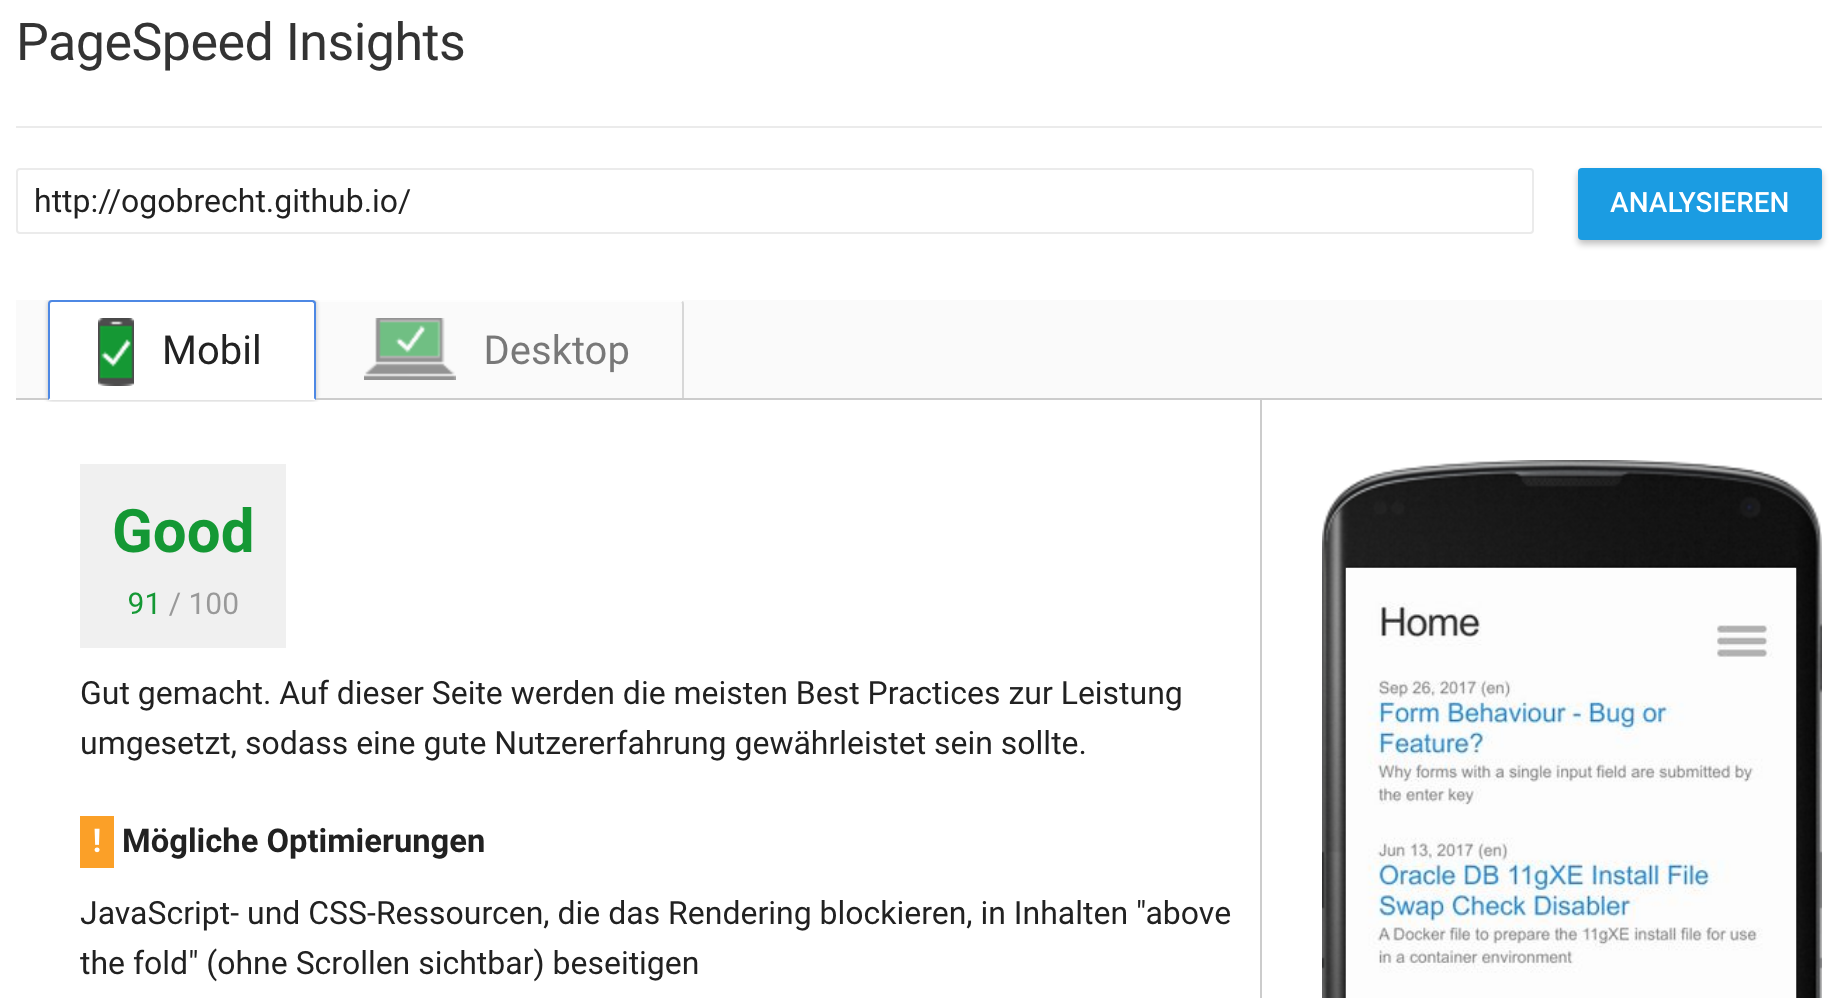 PageSpeed Insights
http://ogobrecht.github.io/
ANALYSIEREN
Mobil
Desktop
Good
91 / 100
Gut gemacht. Auf dieser Seite werden die meisten Best Practices zur Leistung
umgesetzt, sodass eine gute Nutzererfahrung gewährleistet sein sollte.
! Mögliche Optimierungen
JavaScript- und CSS-Ressourcen, die das Rendering blockieren, in Inhalten "above
the fold" (ohne Scrollen sichtbar) beseitigen
Home
Sep 26, 2017 (en)
Form Behaviour - Bug or
Feature?
Why forms with a single input field are submitted by
the enter key
Jun 13, 2017 (en)
Oracle DB 11gXE Install File
Swap Check Disabler
A Docker file to prepare the 11gXE install file for use
in a container environment